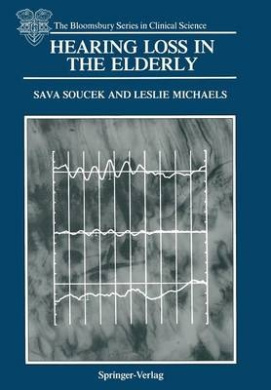 The Bloomsbury Series in Clinical Science
HEARING LOSS IN
THE ELDERLY
SAVA SOUCEK AND LESLIE MICHAELS
Springer-Verlag